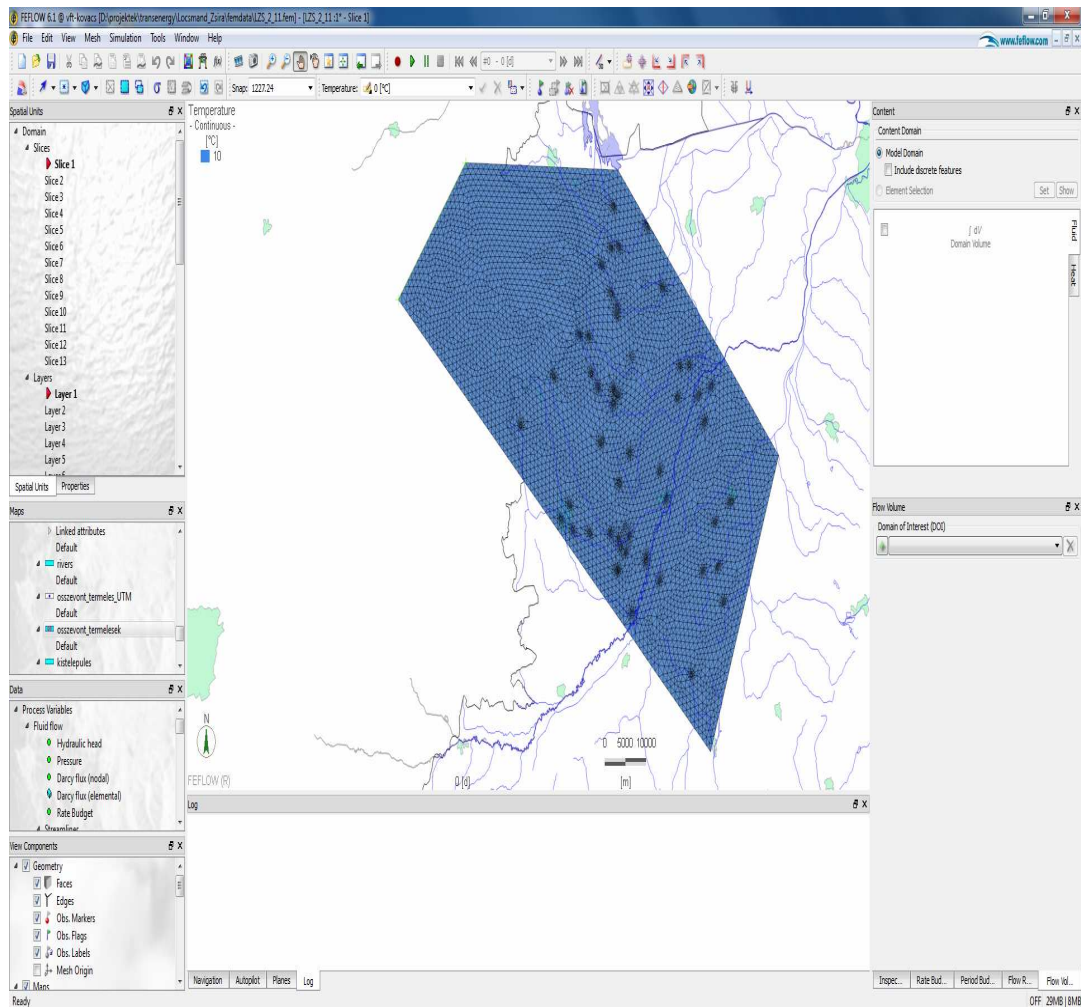 FEFLOW 6.1 @ vft-kovacs [D:\projektek\transenergy\Locsmand_Zsira\femdata\LZS_2_11.fem] - [LZS_2_11 :1* - Slice 1]
File Edit View Mesh Simulation Tools Window Help
www.feflow.com
#0 - 0 [d]
Snap: 1227.24
Temperature: 0 [°C]
Spatial Units
Domain
Slices
Slice 1
Slice 2
Slice 3
Slice 4
Slice 5
Slice 6
Slice 7
Slice 8
Slice 9
Slice 10
Slice 11
Slice 12
Slice 13
Layers
Layer 1
Layer 2
Layer 3
Layer 4
Layer 5
Spatial Units Properties
Maps
Linked attributes
Default
rivers
Default
osszevont_termeles_UTM
Default
osszevont_termelesek
Default
kistelepules
Data
Process Variables
Fluid flow
Hydraulic head
Pressure
Darcy flux (nodal)
Darcy flux (elemental)
Rate Budget
Streamlines
View Components
Geometry
Faces
Edges
Obs. Markers
Obs. Flags
Obs. Labels
Mesh Origin
Maps
Temperature
- Continuous -
[°C]
10
N
FEFLOW (R)
0 [d]
0 5000 10000
[m]
Log
Navigation Autopilot Planes Log
Content
Content Domain
Model Domain
Include discrete features
Element Selection
Set Show
∫ dV
Domain Volume
Fluid
Heat
Flow Volume
Domain of Interest (DOI)
Inspec... Rate Bud... Period Bud... Flow R... Flow Vol...
Ready
OFF 29MB|8MB